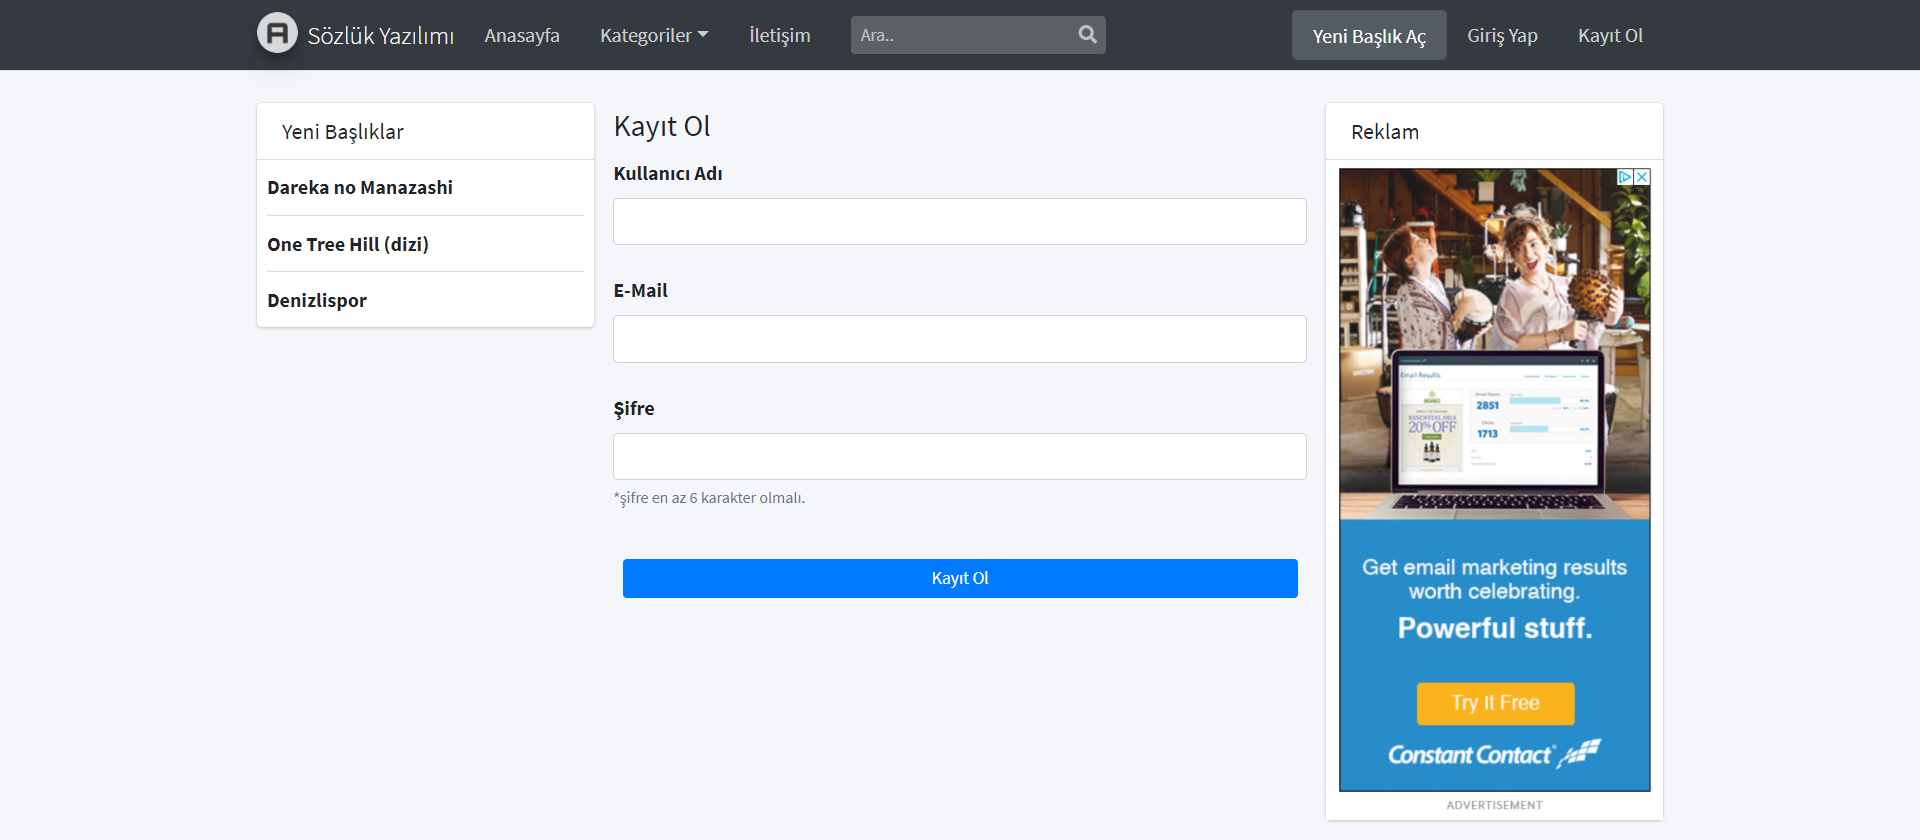 A Sözlük Yazılımı Anasayfa Kategoriler İletişim Ara.. Yeni Başlık Aç Giriş Yap Kayıt Ol
Yeni Başlıklar
Dareka no Manazashi
One Tree Hill (dizi)
Denizlispor
Kayıt Ol
Kullanıcı Adı
E-Mail
Şifre
*şifre en az 6 karakter olmalı.
Kayıt Ol
Reklam
Email Results
2851
1713
ESSENTIAL OILS
20% OFF
Get email marketing results
worth celebrating.
Powerful stuff.
Try It Free
Constant Contact
ADVERTISEMENT